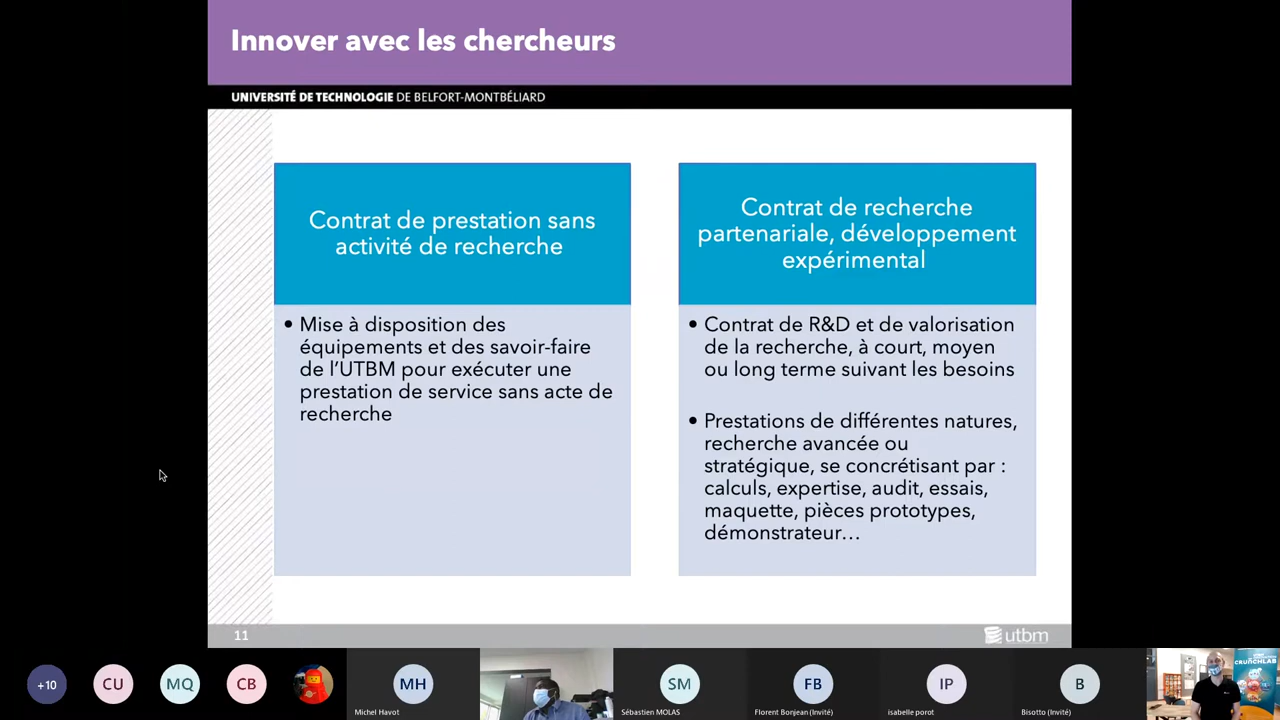 Innover avec les chercheurs
UNIVERSITÉ DE TECHNOLOGIE DE BELFORT-MONTBÉLIARD
Contrat de prestation sans
activité de recherche
• Mise à disposition des
équipements et des savoir-faire
de l’UTBM pour exécuter une
prestation de service sans acte de
recherche
Contrat de recherche
partenariale, développement
expérimental
• Contrat de R&D et de valorisation
de la recherche, à court, moyen
ou long terme suivant les besoins
• Prestations de différentes natures,
recherche avancée ou
stratégique, se concrétisant par :
calculs, expertise, audit, essais,
maquette, pièces prototypes,
démonstrateur…
11
utbm
+10
CU
MQ
CB
MH
Michel Havot
SM
Sébastien MOLAS
FB
Florent Bonjean (Invité)
IP
isabelle porot
B
Bisotto (Invité)
CRUNCHLAB